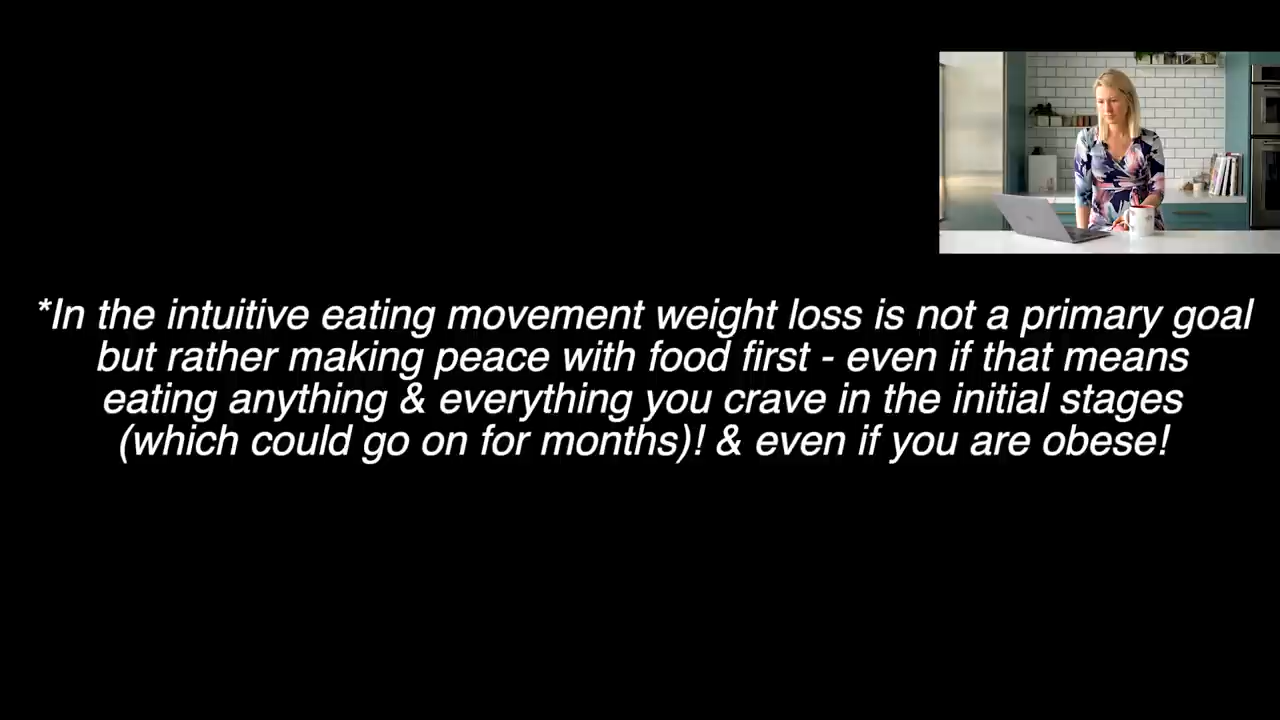 *In the intuitive eating movement weight loss is not a primary goal
but rather making peace with food first - even if that means
eating anything & everything you crave in the initial stages
(which could go on for months)! & even if you are obese!